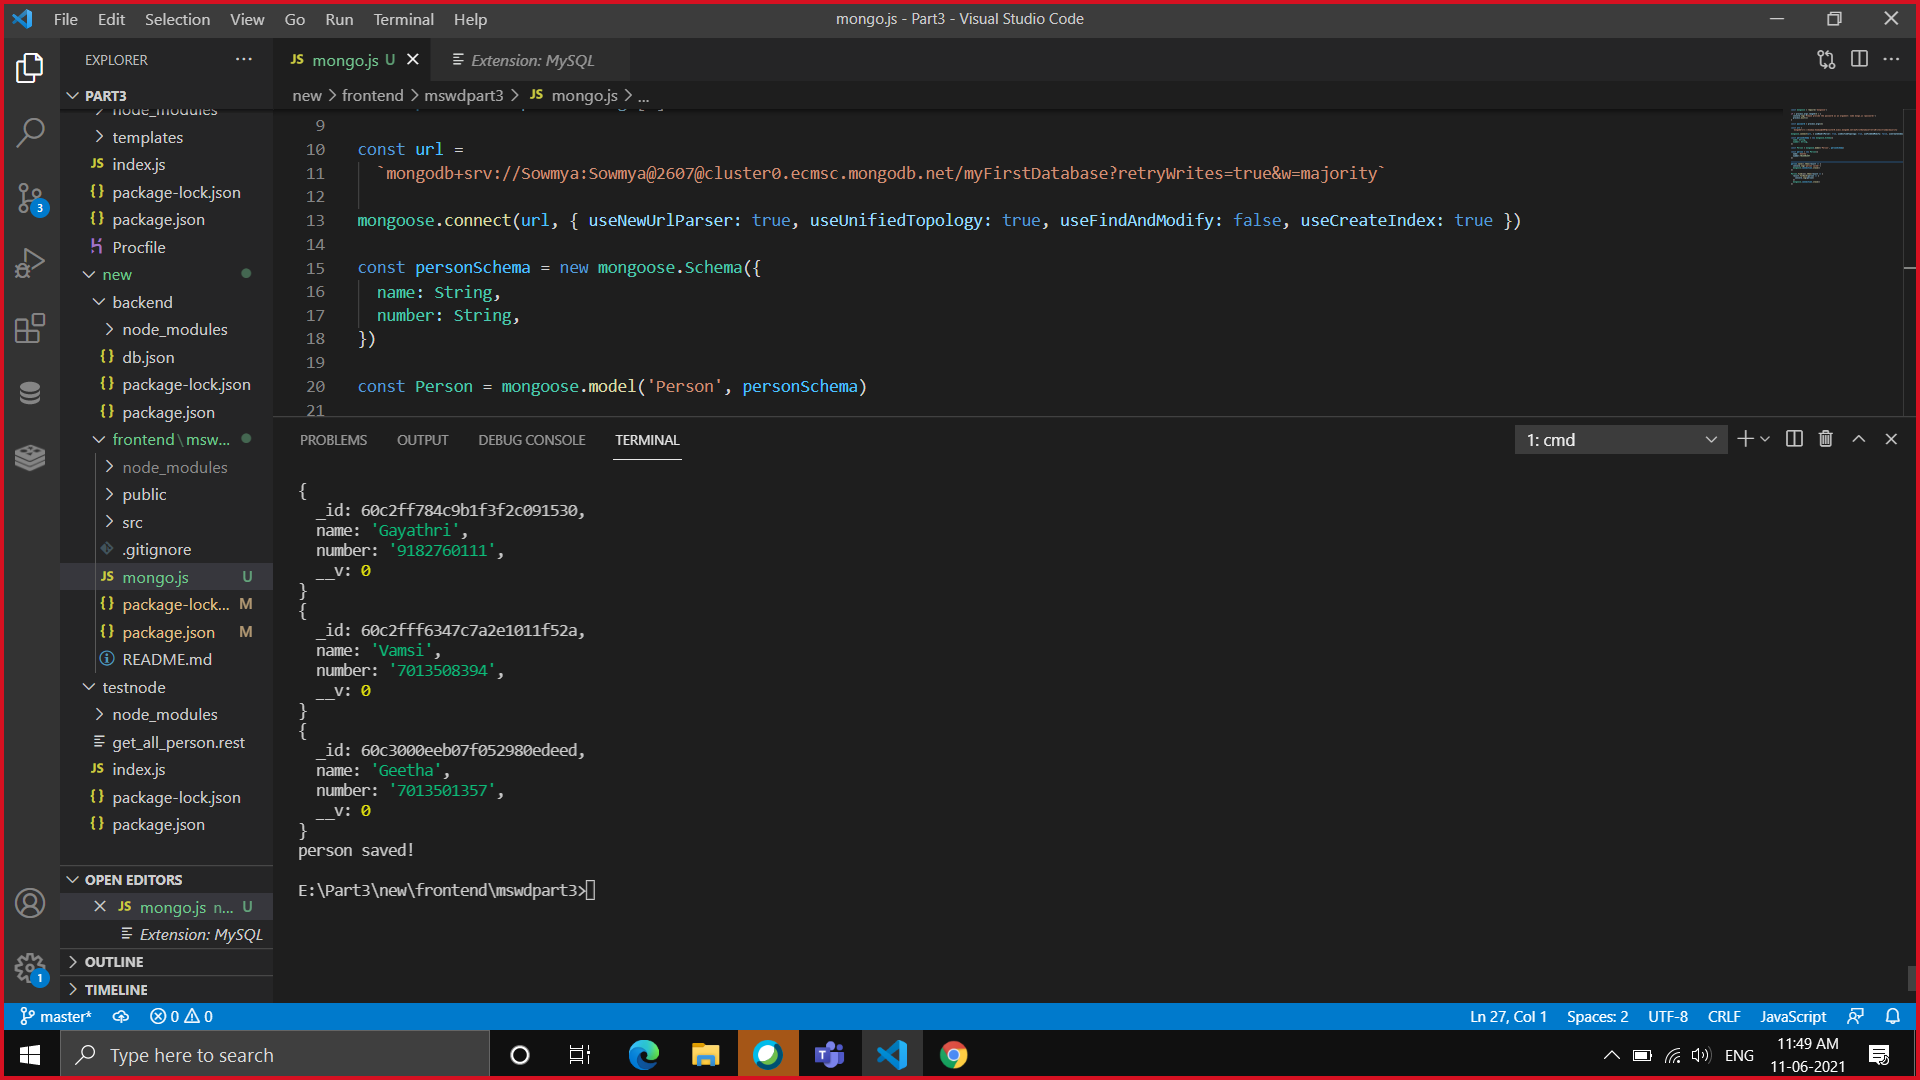 File Edit Selection View Go Run Terminal Help
mongo.js - Part3 - Visual Studio Code
EXPLORER ...
PART3
node_modules
templates
JS index.js
{} package-lock.json
{} package.json
Procfile
new
backend
node_modules
{} db.json
{} package-lock.json
{} package.json
frontend\msw...
node_modules
public
src
.gitignore
JS mongo.js U
{} package-lock... M
{} package.json M
README.md
testnode
node_modules
get_all_person.rest
JS index.js
{} package-lock.json
{} package.json
OPEN EDITORS
JS mongo.js n... U
Extension: MySQL
OUTLINE
TIMELINE
3
1
JS mongo.js U
Extension: MySQL
new > frontend > mswdpart3 > JS mongo.js > ...
9
10 const url =
11 `mongodb+srv://Sowmya:Sowmya@2607@cluster0.ecmsc.mongodb.net/myFirstDatabase?retryWrites=true&w=majority`
12
13 mongoose.connect(url, { useNewUrlParser: true, useUnifiedTopology: true, useFindAndModify: false, useCreateIndex: true })
14
15 const personSchema = new mongoose.Schema({
16 name: String,
17 number: String,
18 })
19
20 const Person = mongoose.model('Person', personSchema)
21
PROBLEMS OUTPUT DEBUG CONSOLE TERMINAL
1: cmd
{
_id: 60c2ff784c9b1f3f2c091530,
name: 'Gayathri',
number: '9182760111',
__v: 0
}
{
_id: 60c2fff6347c7a2e1011f52a,
name: 'Vamsi',
number: '7013508394',
__v: 0
}
{
_id: 60c3000eeb07f052980edeed,
name: 'Geetha',
number: '7013501357',
__v: 0
}
person saved!
E:\Part3\new\frontend\mswdpart3>
master* 0 0
Ln 27, Col 1 Spaces: 2 UTF-8 CRLF JavaScript
Type here to search
ENG
11:49 AM
11-06-2021